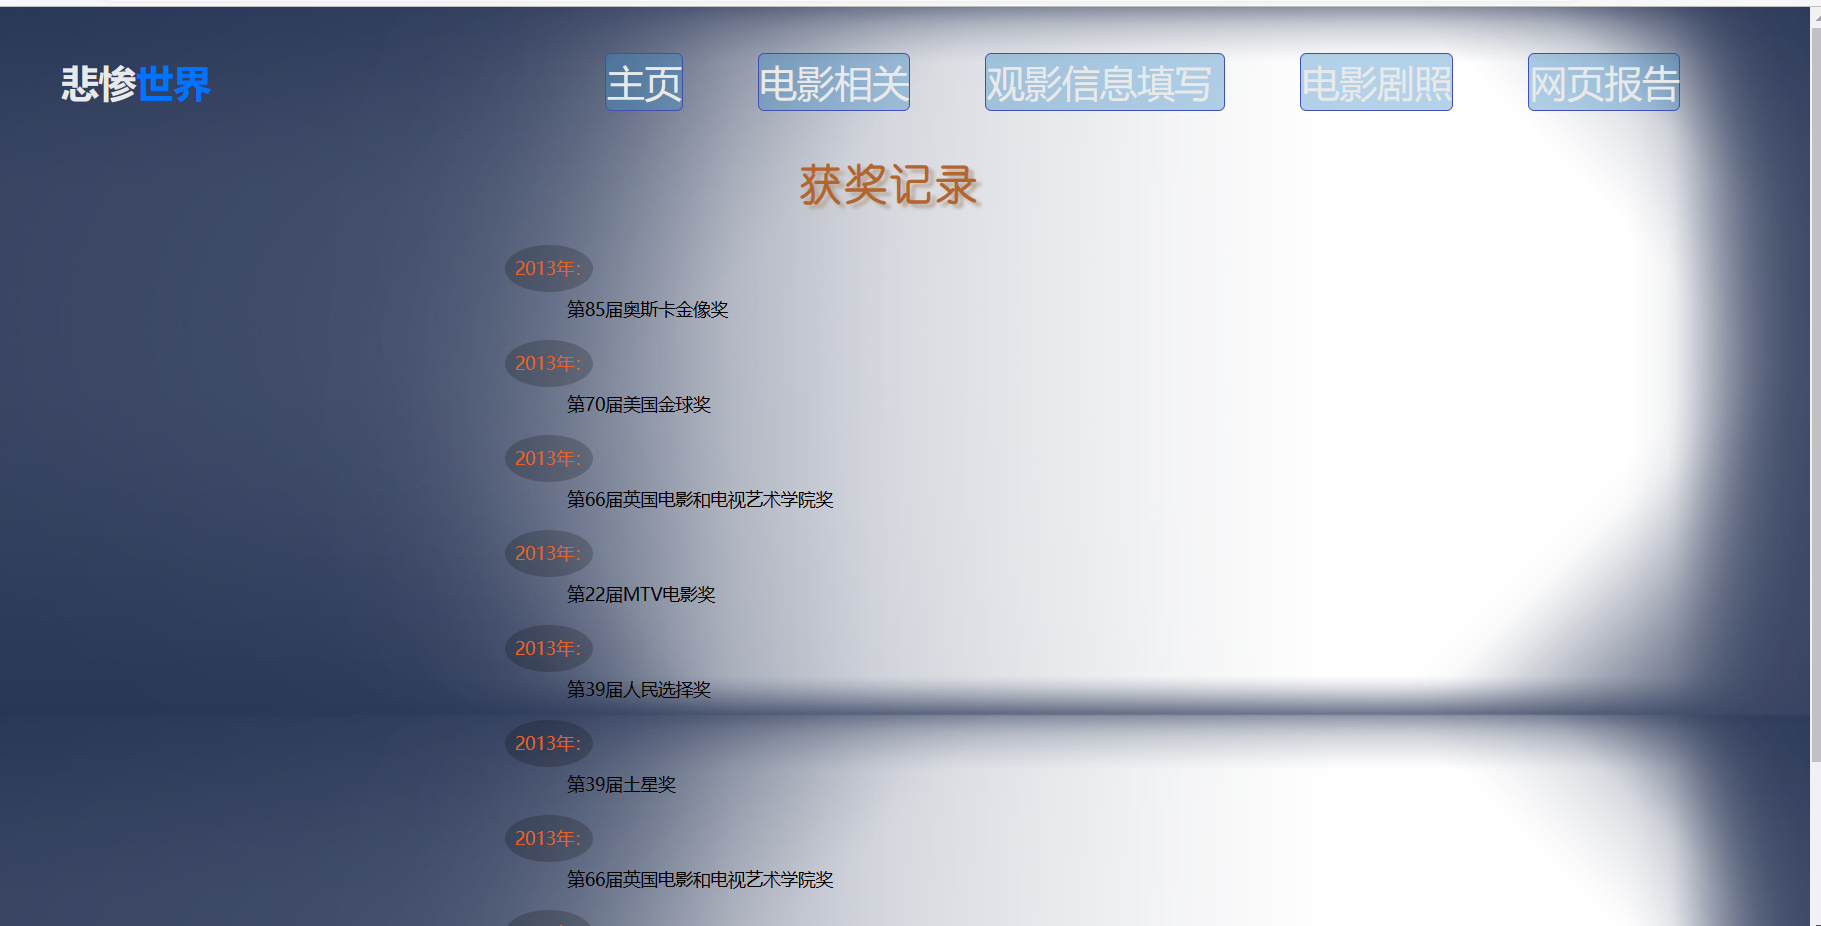 悲惨世界
主页 电影相关 观影信息填写 电影剧照 网页报告
获奖记录
2013年：
第85届奥斯卡金像奖
2013年：
第70届美国金球奖
2013年：
第66届英国电影和电视艺术学院奖
2013年：
第22届MTV电影奖
2013年：
第39届人民选择奖
2013年：
第39届土星奖
2013年：
第66届英国电影和电视艺术学院奖